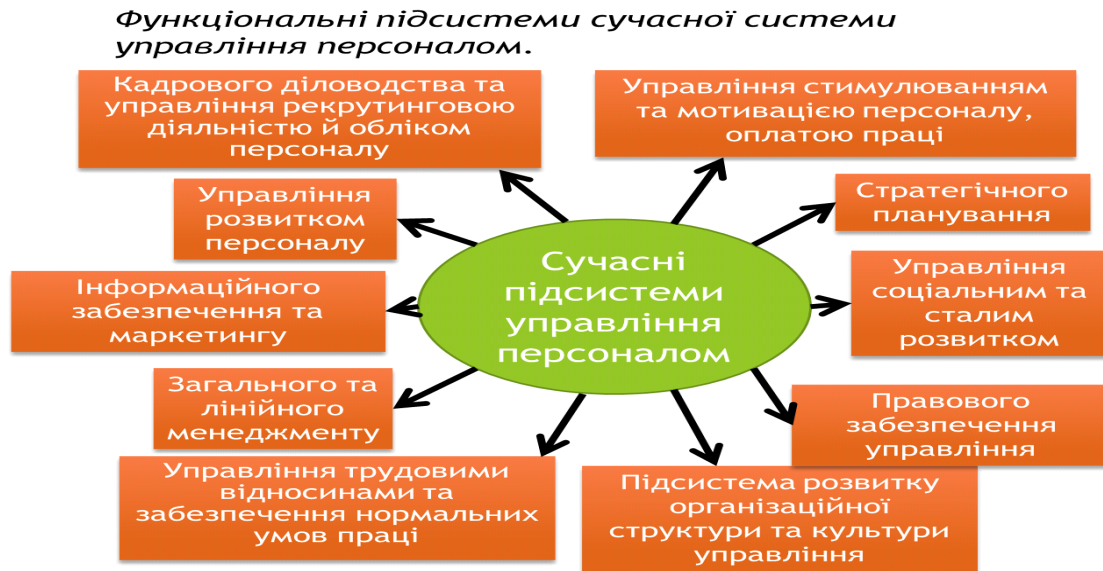 Функціональні підсистеми сучасної системи
управління персоналом.
Кадрового діловодства та
управління рекрутинговою
діяльністю й обліком
персоналу
Управління стимулюванням
та мотивацією персоналу,
оплатою праці
Управління
розвитком
персоналу
Стратегічного
планування
Інформаційного
забезпечення та
маркетингу
Сучасні
підсистеми
управління
персоналом
Управління
соціальним та
сталим
розвитком
Загального та
лінійного
менеджменту
Правового
забезпечення
управління
Управління трудовими
відносинами та
забезпечення нормальних
умов праці
Підсистема розвитку
організаційної
структури та культури
управління